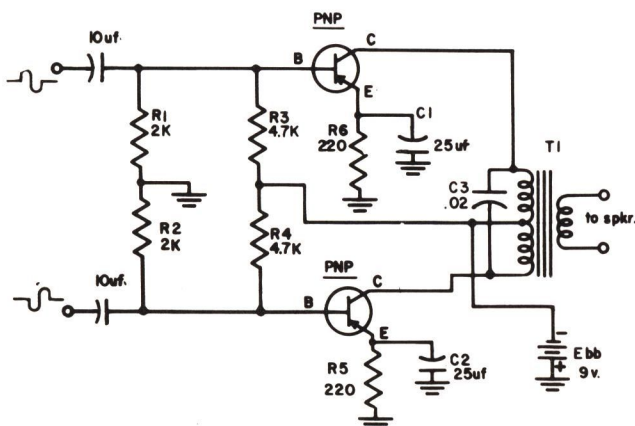 PNP
C
10uf.
B
E
C1
25uf
R1
2K
R3
4.7K
R6
220
T1
C3
.02
to spkr.
R2
2K
R4
4.7K
PNP
C
10uf.
B
E
C2
25uf
R5
220
-
Ebb
+
9v.